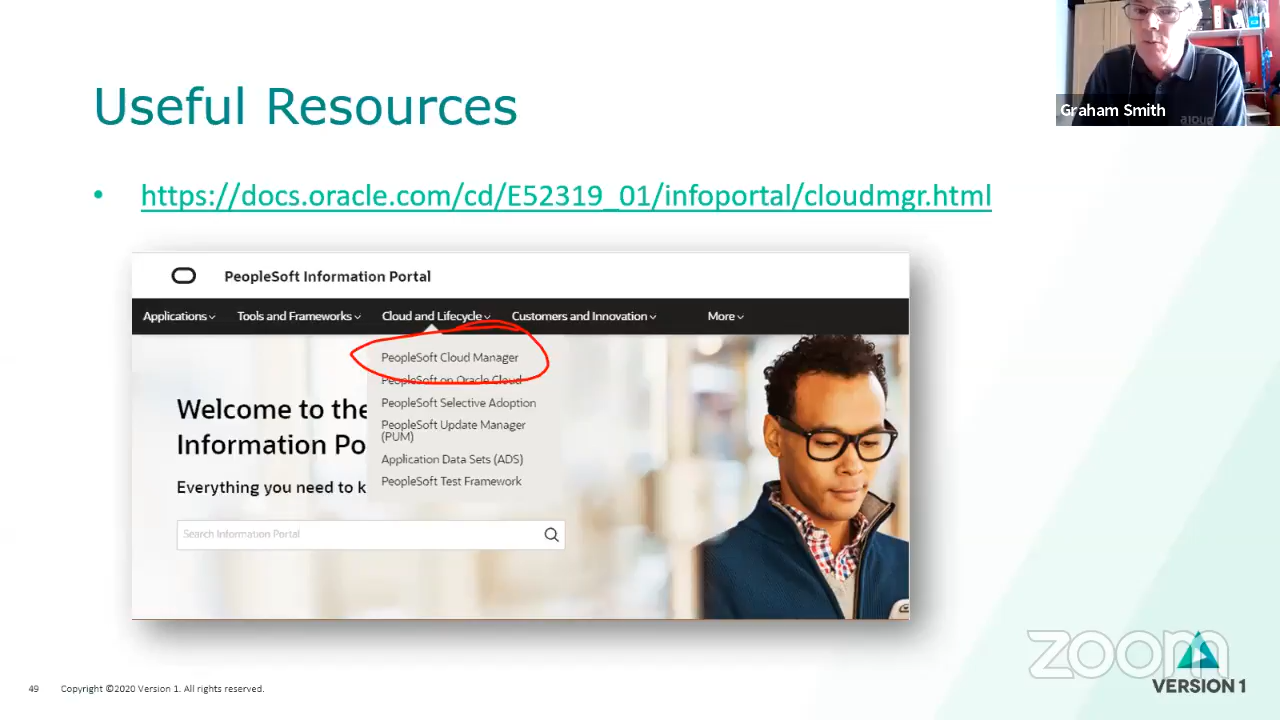 Useful Resources
Graham Smith
• https://docs.oracle.com/cd/E52319_01/infoportal/cloudmgr.html
PeopleSoft Information Portal
Applications Tools and Frameworks Cloud and Lifecycle Customers and Innovation More
PeopleSoft Cloud Manager
PeopleSoft on Oracle Cloud
PeopleSoft Selective Adoption
PeopleSoft Update Manager
(PUM)
Application Data Sets (ADS)
PeopleSoft Test Framework
Welcome to the
Information Po
Everything you need to k
Search Information Portal
zoom
VERSION 1
49 Copyright ©2020 Version 1. All rights reserved.